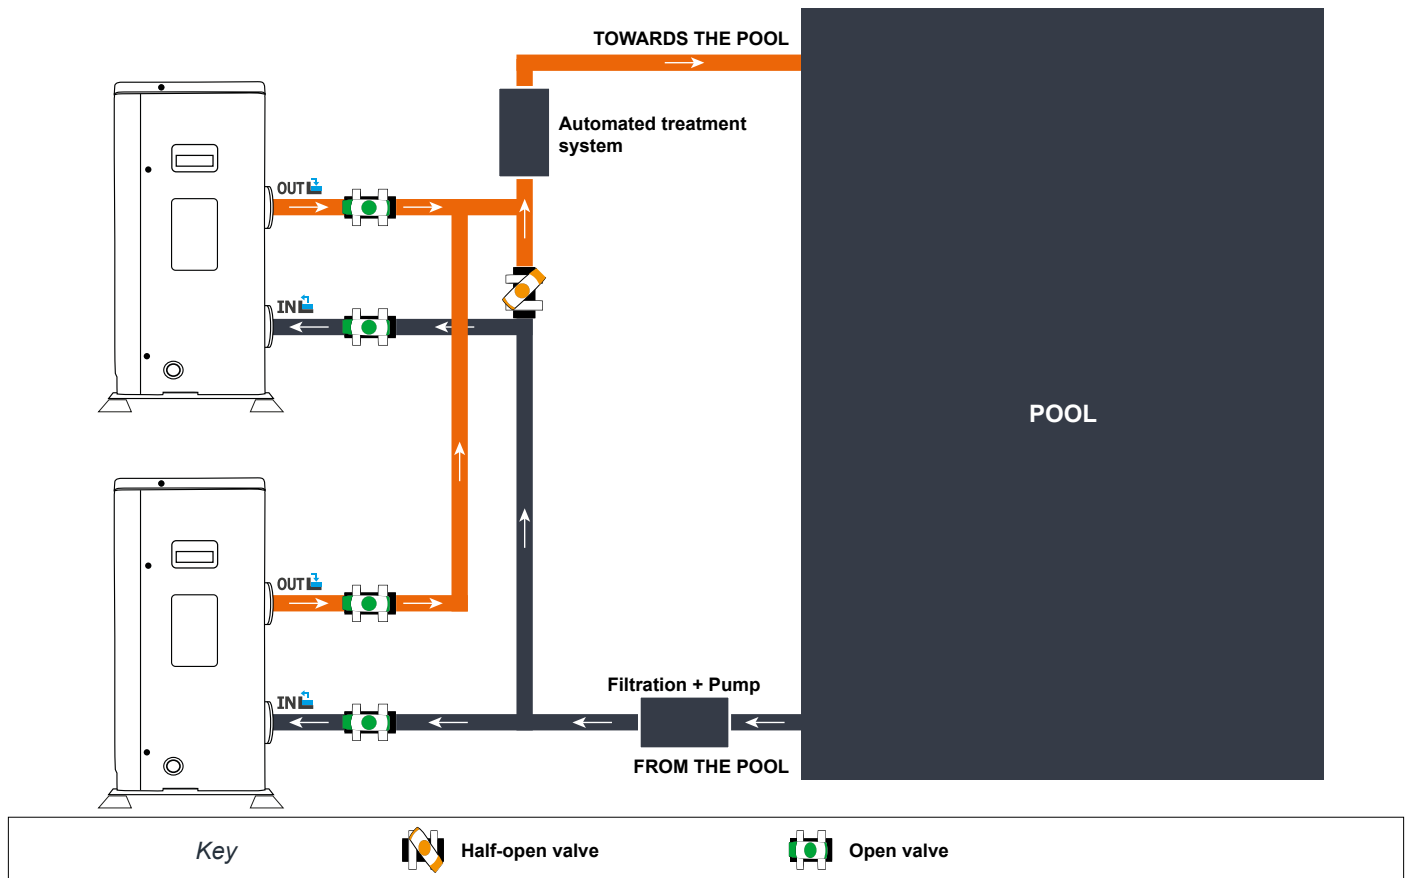 TOWARDS THE POOL
Automated treatment
system
OUT
IN
POOL
OUT
IN
Filtration + Pump
FROM THE POOL
Key
Half-open valve
Open valve